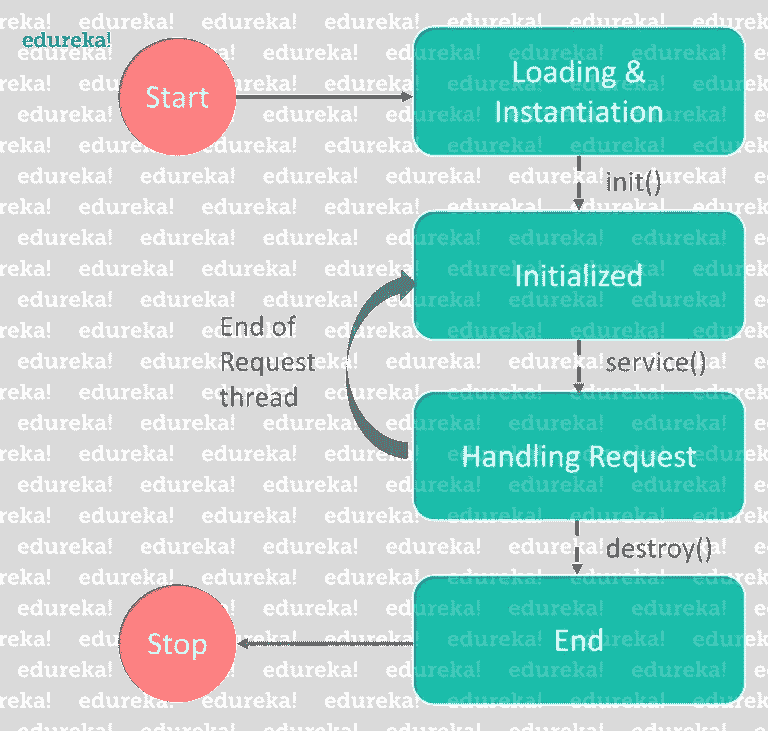 edureka!
Start
Loading &
Instantiation
init()
Initialized
End of
Request
thread
service()
Handling Request
destroy()
Stop
End